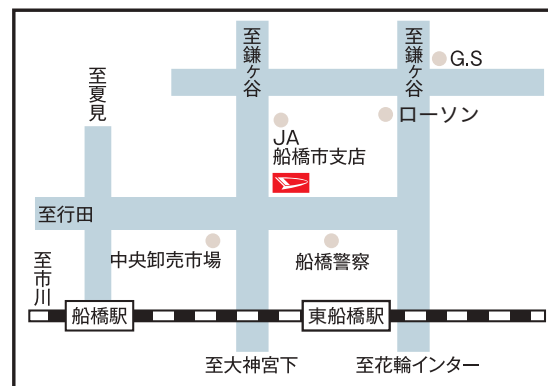 至鎌ヶ谷
至鎌ヶ谷
G.S
至夏見
ローソン
JA
船橋市支店
至行田
中央卸売市場
船橋警察
至市川
船橋駅
東船橋駅
至大神宮下
至花輪インター